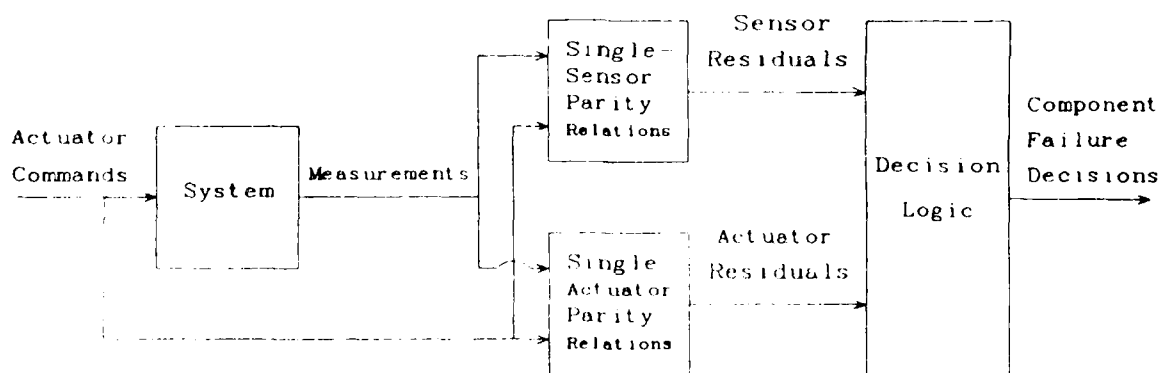 Actuator
Commands
System
Measurements
Single-
Sensor
Parity
Relations
Single
Actuator
Parity
Relations
Sensor
Residuals
Actuator
Residuals
Decision
Logic
Component
Failure
Decisions